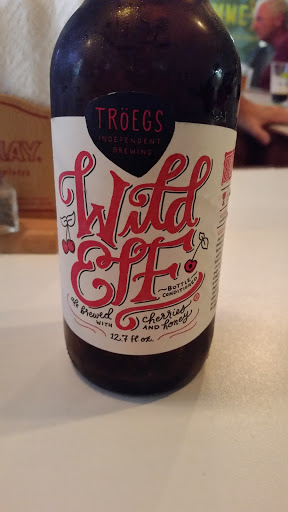 TRÖEGS
INDEPENDENT
BREWING
Wild
Elf
~BOTTLE~
CONDITIONED
ale brewed
WITH cherries
AND honey
12.7 fl oz.